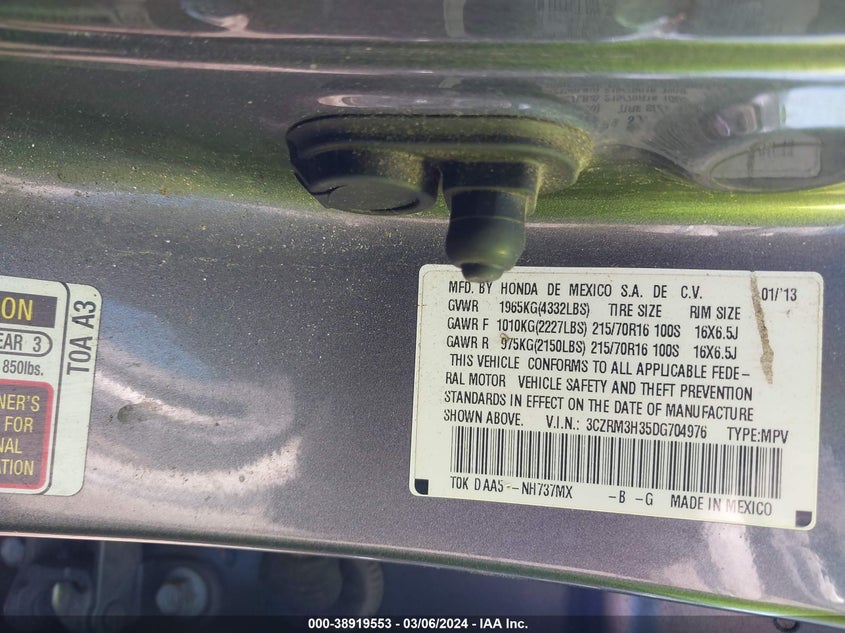 MFD. BY HONDA DE MEXICO S.A. DE C.V. 01/'13
GVWR 1965KG(4332LBS) TIRE SIZE RIM SIZE
GAWR F 1010KG(2227LBS) 215/70R16 100S 16X6.5J
GAWR R 975KG(2150LBS) 215/70R16 100S 16X6.5J
THIS VEHICLE CONFORMS TO ALL APPLICABLE FEDE-
RAL MOTOR VEHICLE SAFETY AND THEFT PREVENTION
STANDARDS IN EFFECT ON THE DATE OF MANUFACTURE
SHOWN ABOVE. V.I.N.: 3CZRM3H35DG704976 TYPE:MPV
T0K D AA5 -NH737MX -B -G MADE IN MEXICO
ION
EAR 3
850lbs.
NER'S
FOR
NAL
ATION
T0A A3
000-38919553 - 03/06/2024 - IAA Inc.